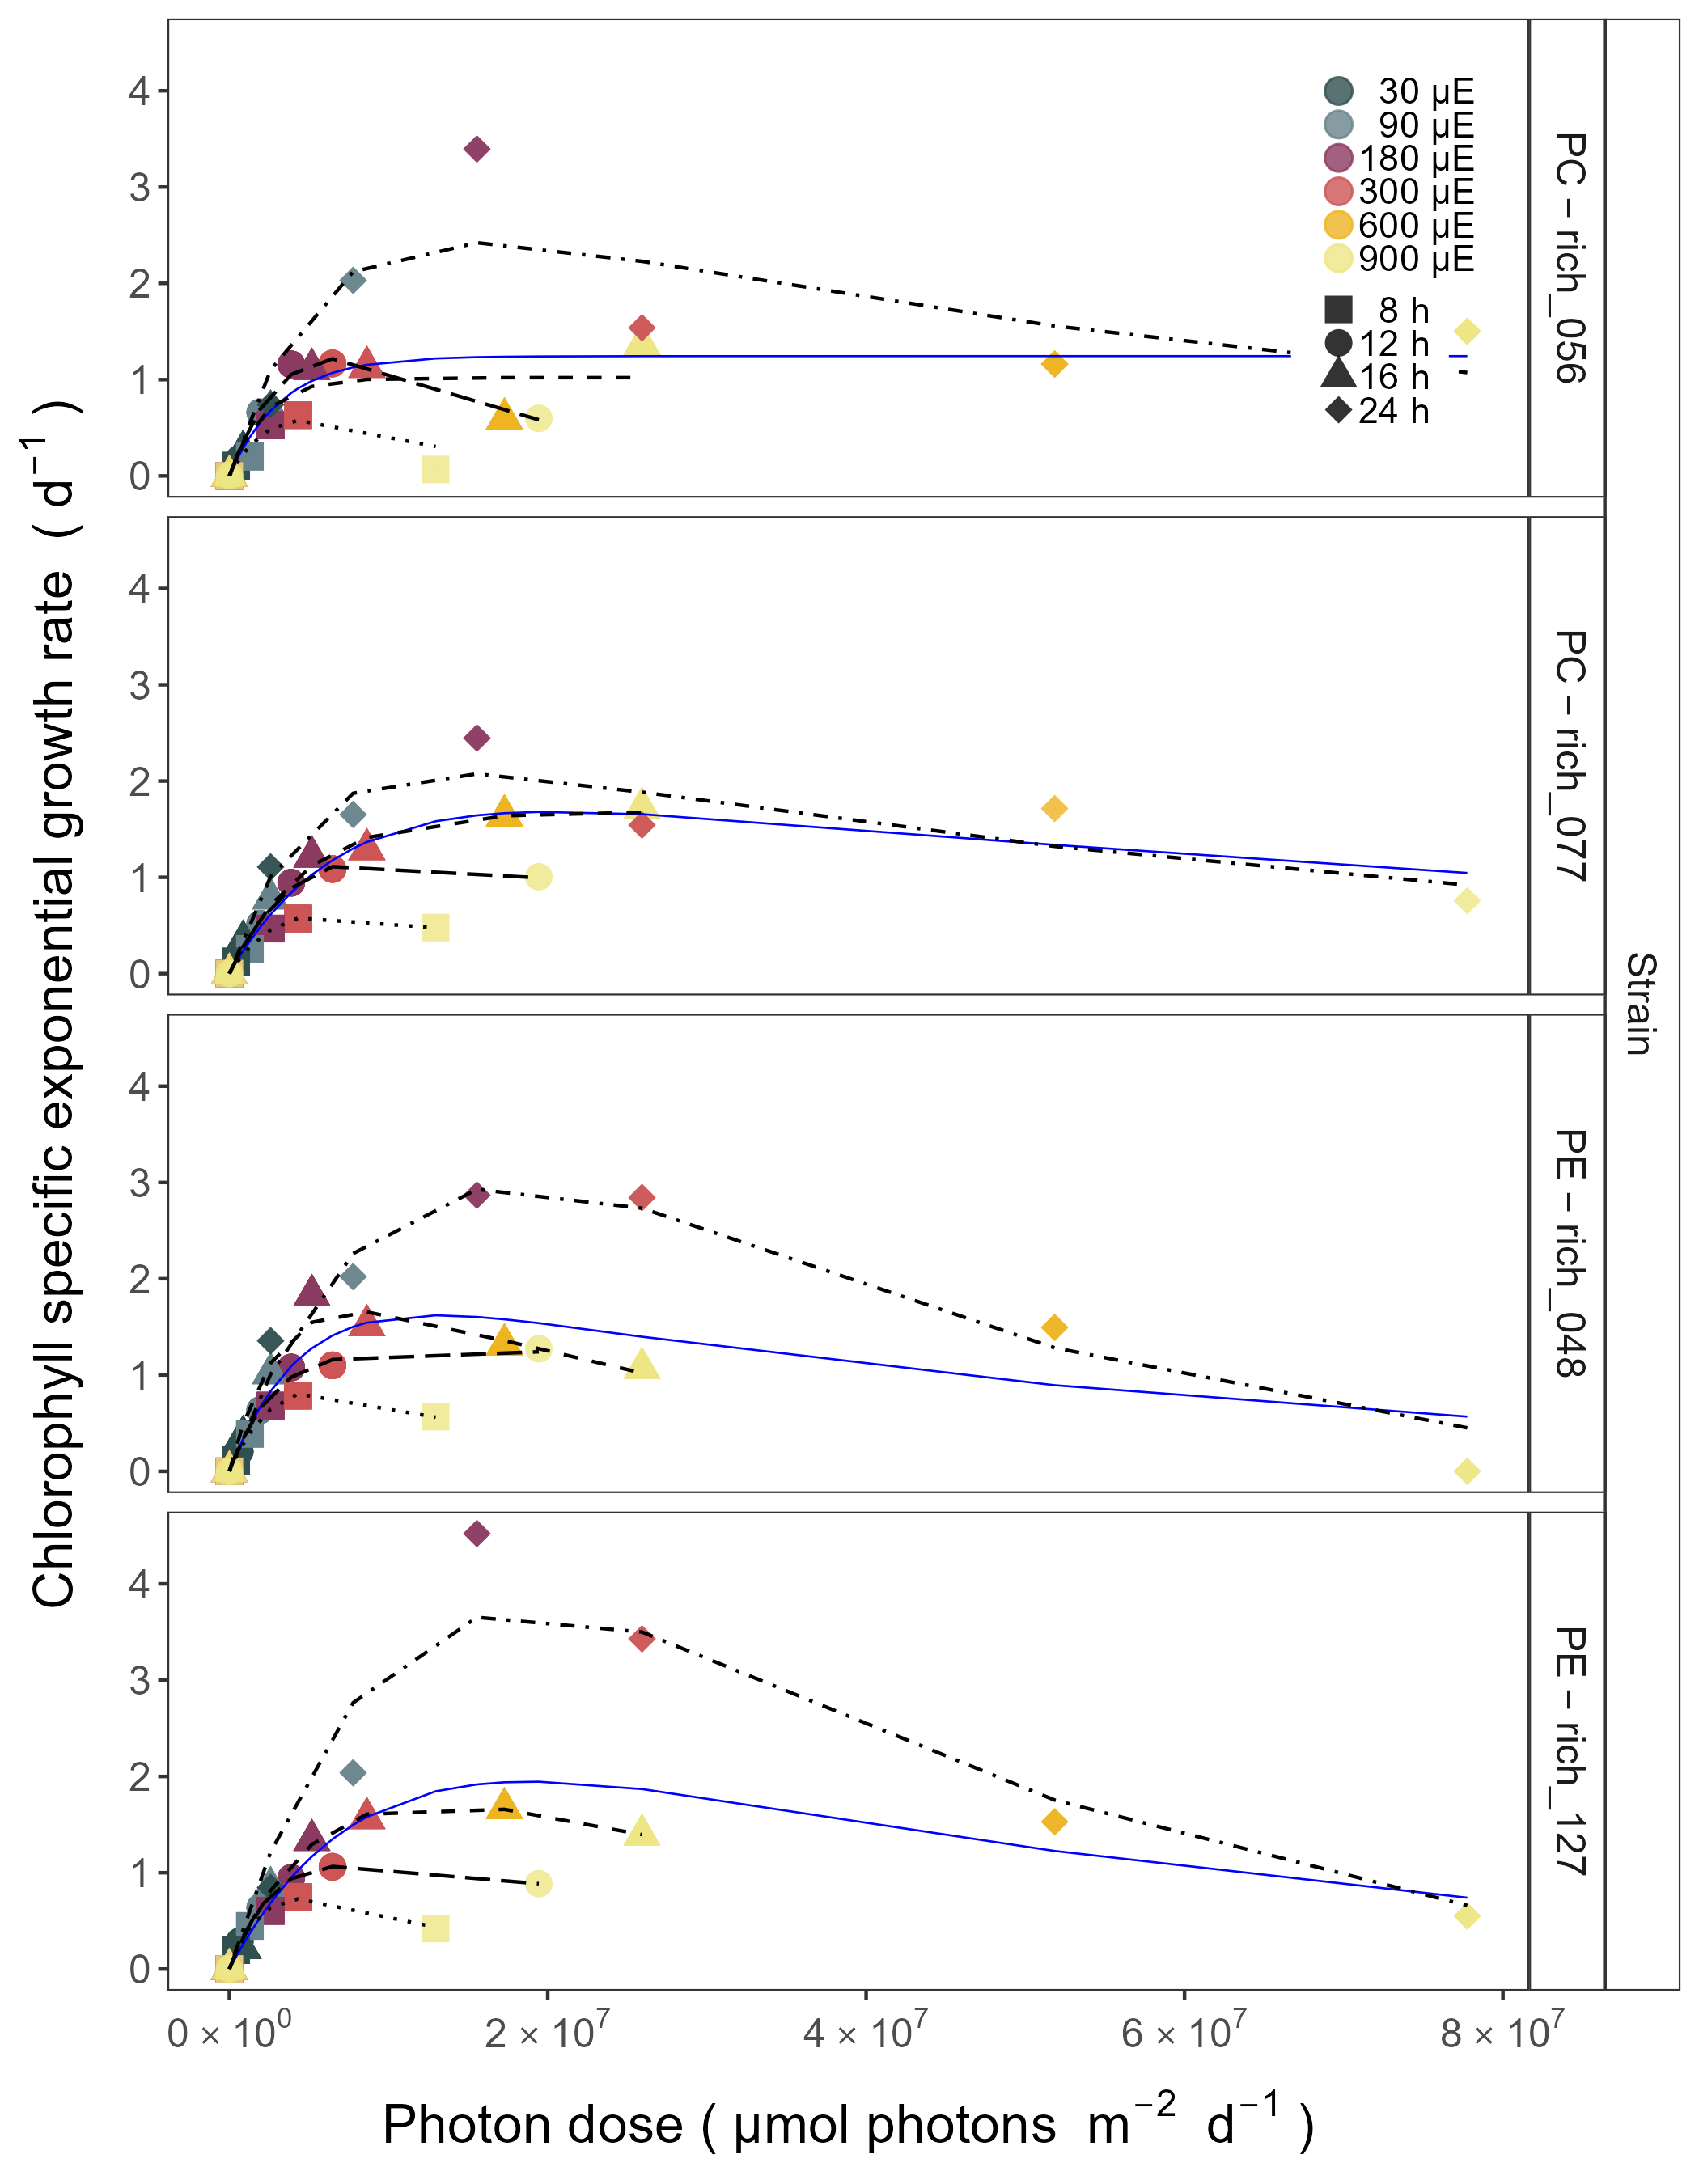 Chlorophyll specific exponential growth rate ( d⁻¹ )
4
3
2
1
0
30 µE
90 µE
180 µE
300 µE
600 µE
900 µE
8 h
12 h
16 h
24 h
PC − rich_056
4
3
2
1
0
PC − rich_077
4
3
2
1
0
PE − rich_048
4
3
2
1
0
PE − rich_127
Strain
0 × 10⁰ 2 × 10⁷ 4 × 10⁷ 6 × 10⁷ 8 × 10⁷
Photon dose ( µmol photons m⁻² d⁻¹ )